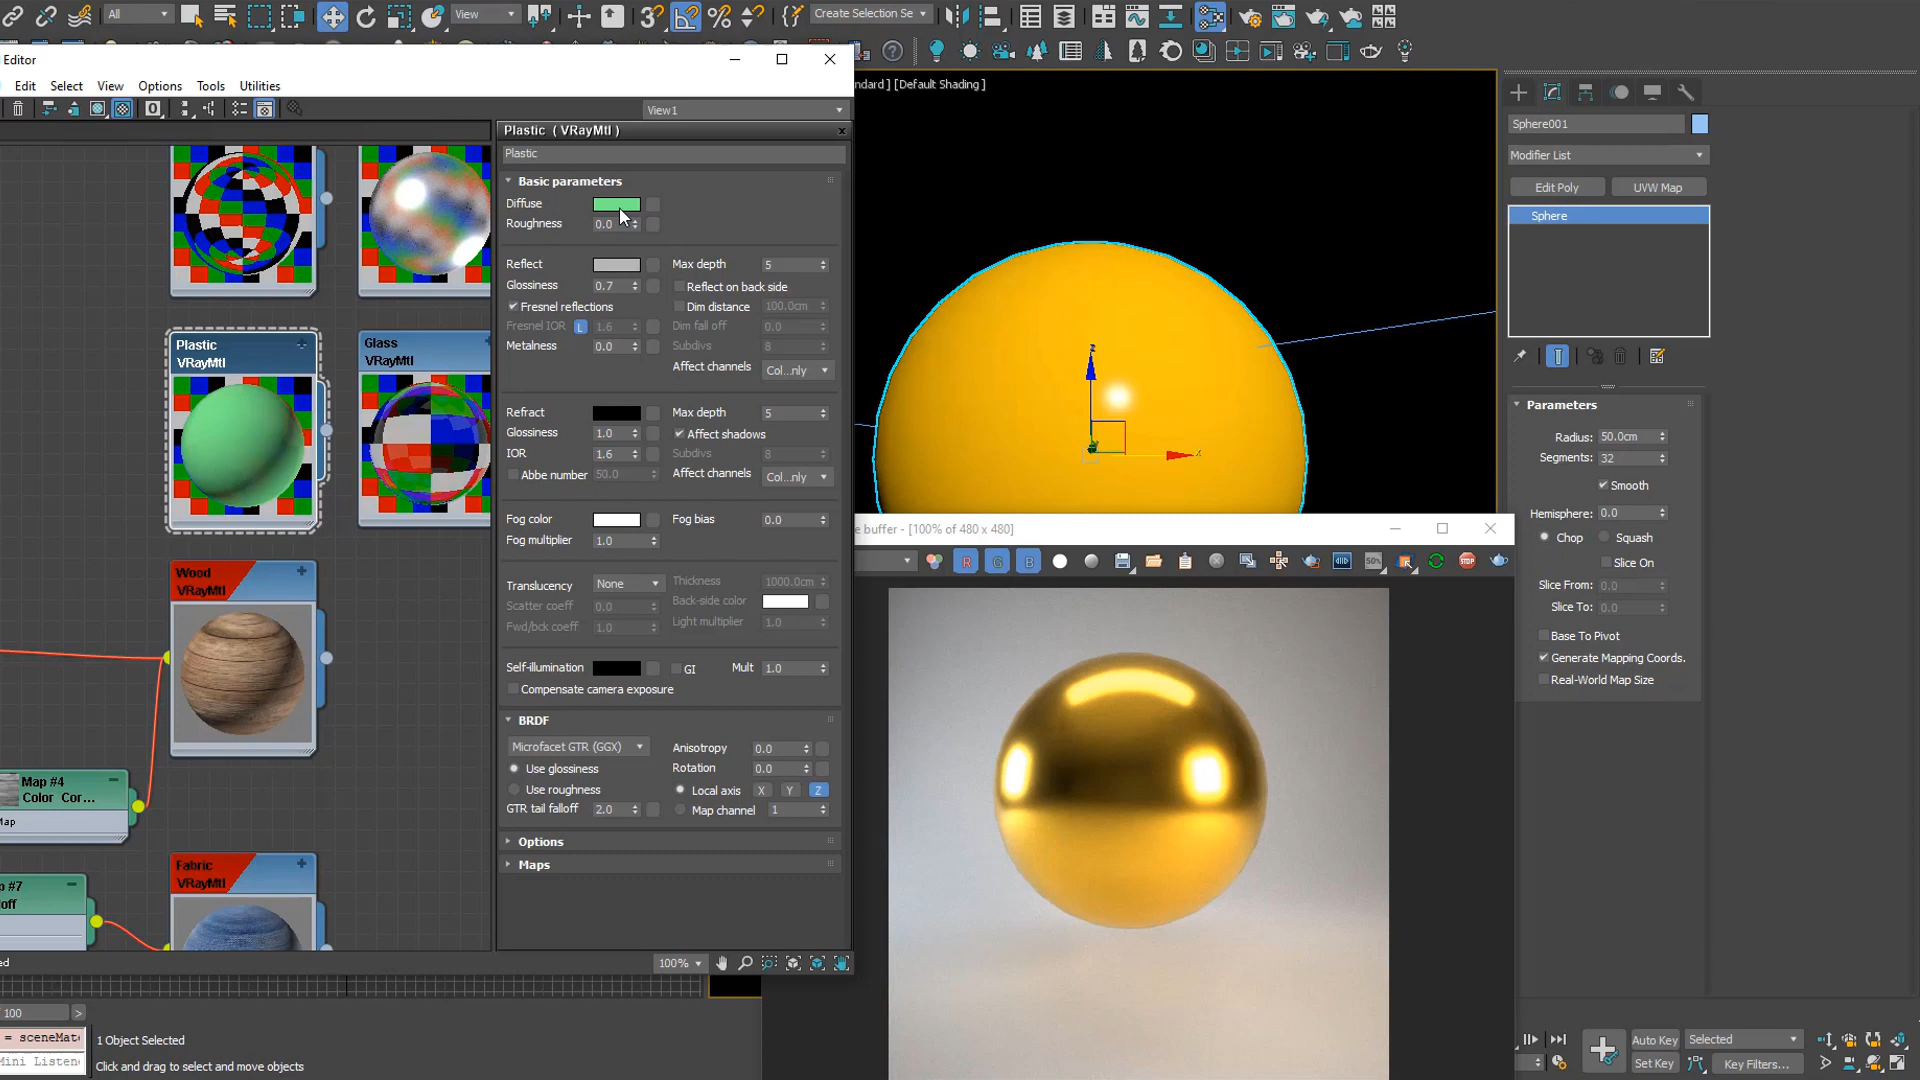 All
View
Create Selection Se
Editor
Edit Select View Options Tools Utilities
View1
ndard ] [Default Shading ]
Plastic ( VRayMtl )
Plastic
Basic parameters
Diffuse
Roughness 0.0
Reflect Max depth 5
Glossiness 0.7 Reflect on back side
Fresnel reflections Dim distance 100.0cm
Fresnel IOR L 1.6 Dim fall off 0.0
Metalness 0.0 Subdivs 8
Affect channels Col...nly
Refract Max depth 5
Glossiness 1.0 Affect shadows
IOR 1.6 Subdivs 8
Abbe number 50.0 Affect channels Col...nly
Fog color Fog bias 0.0
Fog multiplier 1.0
Translucency None Thickness 1000.0cm
Scatter coeff 0.0 Back-side color
Fwd/bck coeff 1.0 Light multiplier 1.0
Self-illumination GI Mult 1.0
Compensate camera exposure
BRDF
Microfacet GTR (GGX) Anisotropy 0.0
Use glossiness Rotation 0.0
Use roughness Local axis X Y Z
GTR tail falloff 2.0 Map channel 1
Options
Maps
100%
Plastic
VRayMtl
Glass
VRayMtl
Wood
VRayMtl
Map #4
Color Cor...
Map
Fabric
VRayMtl
p #7
off
ed
z
x
e buffer - [100% of 480 x 480]
R G B
50%
Sphere001
Modifier List
Edit Poly UVW Map
Sphere
Parameters
Radius: 50.0cm
Segments: 32
Smooth
Hemisphere: 0.0
Chop Squash
Slice On
Slice From: 0.0
Slice To: 0.0
Base To Pivot
Generate Mapping Coords.
Real-World Map Size
100 >
= sceneMate
Mini Listen
1 Object Selected
Click and drag to select and move objects
Auto Key Selected
Set Key Key Filters...